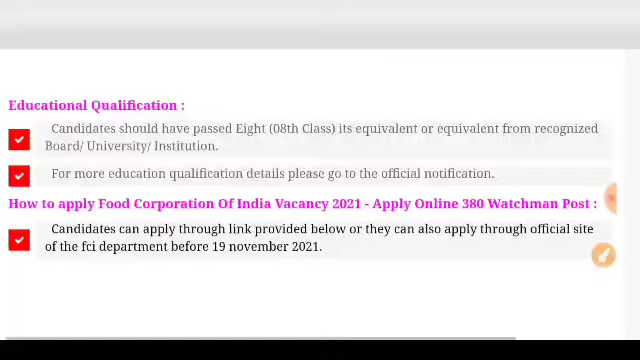 Educational Qualification :
Candidates should have passed Eight (08th Class) its equivalent or equivalent from recognized
Board/ University/ Institution.
For more education qualification details please go to the official notification.
How to apply Food Corporation Of India Vacancy 2021 - Apply Online 380 Watchman Post :
Candidates can apply through link provided below or they can also apply through official site
of the fci department before 19 november 2021.